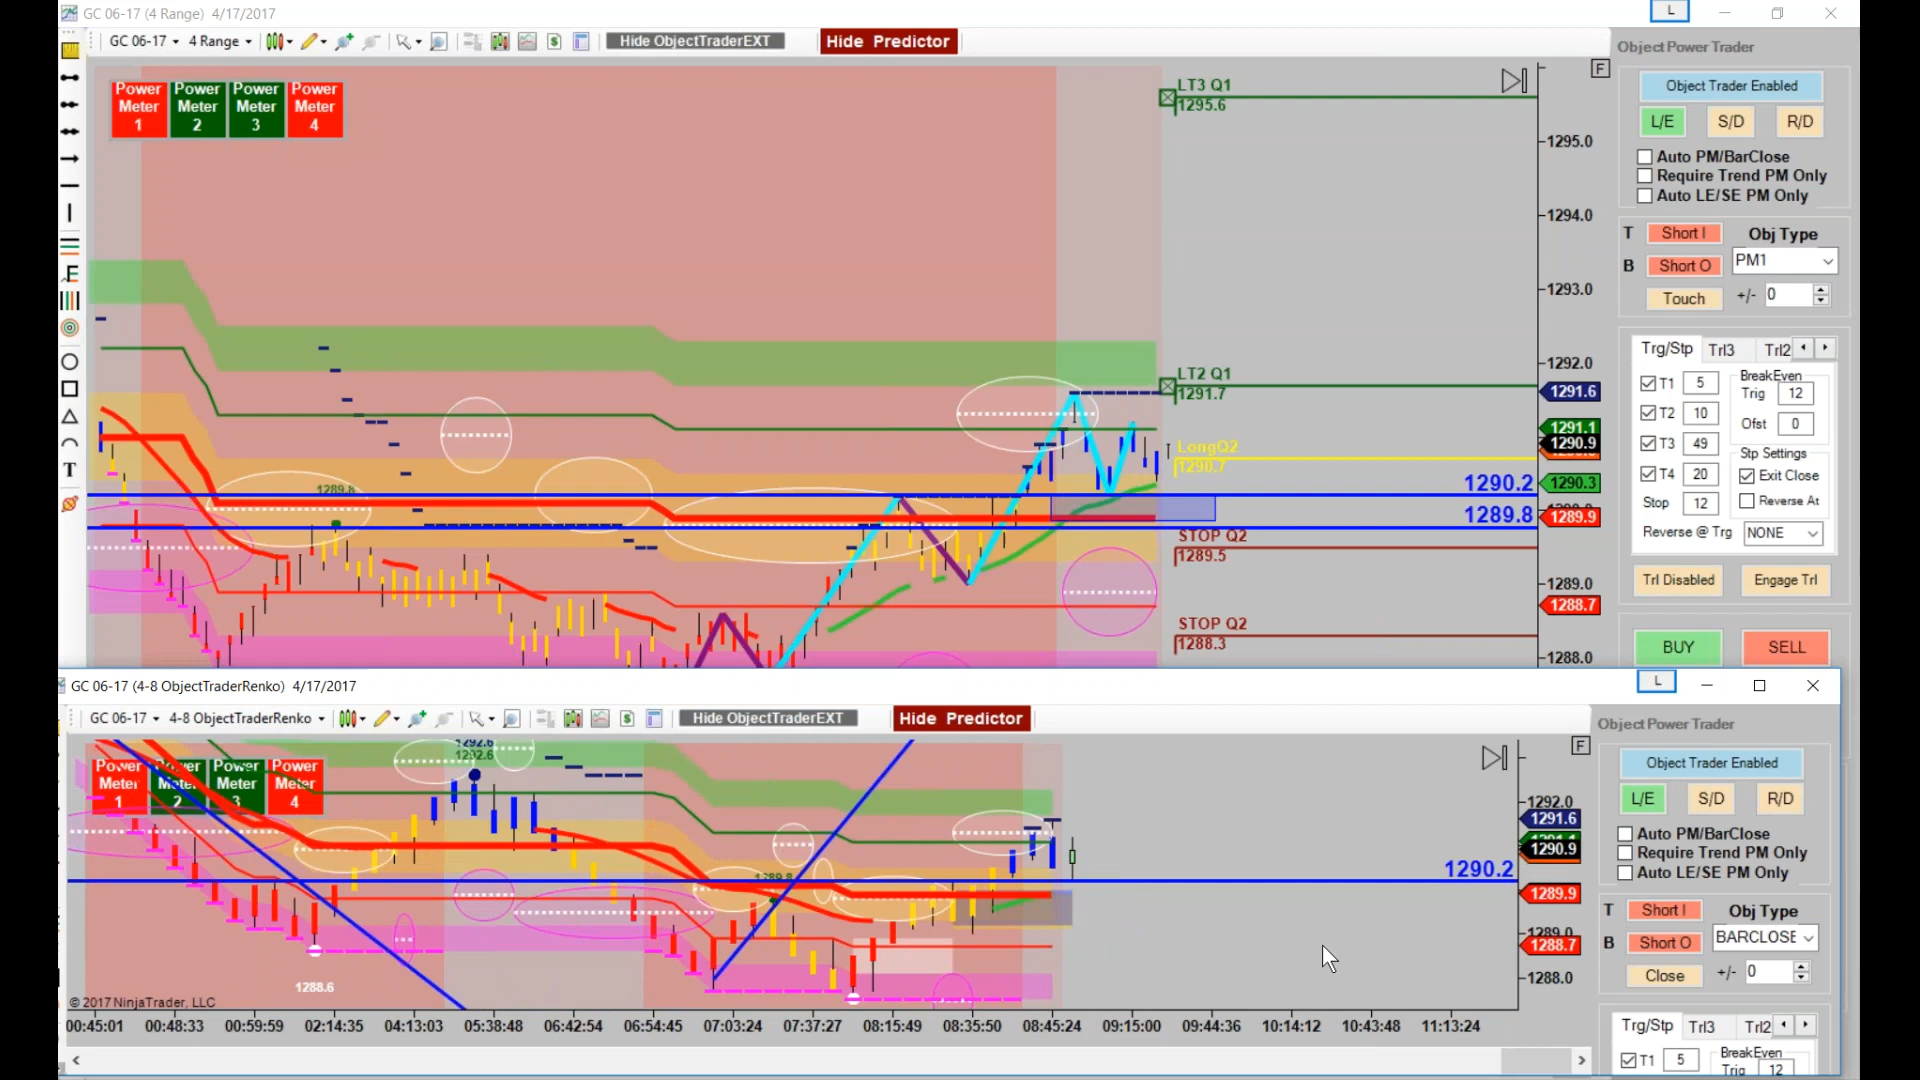 GC 06-17 (4 Range) 4/17/2017
L
GC 06-17 4 Range Hide ObjectTraderEXT Hide Predictor
Object Power Trader
F
Power Meter 1 Power Meter 2 Power Meter 3 Power Meter 4
LT3 Q1
1295.6
Object Trader Enabled
L/E S/D R/D
Auto PM/BarClose
Require Trend PM Only
Auto LE/SE PM Only
1295.0
1294.0
1293.0
1292.0
T Short I Obj Type
B Short O PM1
Touch +/- 0
Trg/Stp Trl3 Trl2
T1 5 BreakEven
Trig 12
T2 10
Ofst 0
T3 49
Stp Settings
T4 20 Exit Close
Stop 12 Reverse At
Reverse @ Trg NONE
Trl Disabled Engage Trl
BUY SELL
LT2 Q1
1291.7
1291.6
1291.1
1290.9
LongQ2
1290.7
1289.8
1290.2
1290.3
1289.8
1289.9
STOP Q2
1289.5
1289.0
1288.7
STOP Q2
1288.3
1288.0
GC 06-17 (4-8 ObjectTraderRenko) 4/17/2017
L
GC 06-17 4-8 ObjectTraderRenko Hide ObjectTraderEXT Hide Predictor
Object Power Trader
F
Power Meter 1 Power Meter 2 Power Meter 3 Power Meter 4
1292.6
1292.6
Object Trader Enabled
L/E S/D R/D
Auto PM/BarClose
Require Trend PM Only
Auto LE/SE PM Only
1292.0
1291.6
1290.9
1290.2
1289.8
1289.9
1289.0
1288.7
1288.0
1288.6
T Short I Obj Type
B Short O BARCLOSE
Close +/- 0
© 2017 NinjaTrader, LLC
00:45:01 00:48:33 00:59:59 02:14:35 04:13:03 05:38:48 06:42:54 06:54:45 07:03:24 07:37:27 08:15:49 08:35:50 08:45:24 09:15:00 09:44:36 10:14:12 10:43:48 11:13:24
Trg/Stp Trl3 Trl2
T1 5 BreakEven
Trig 12